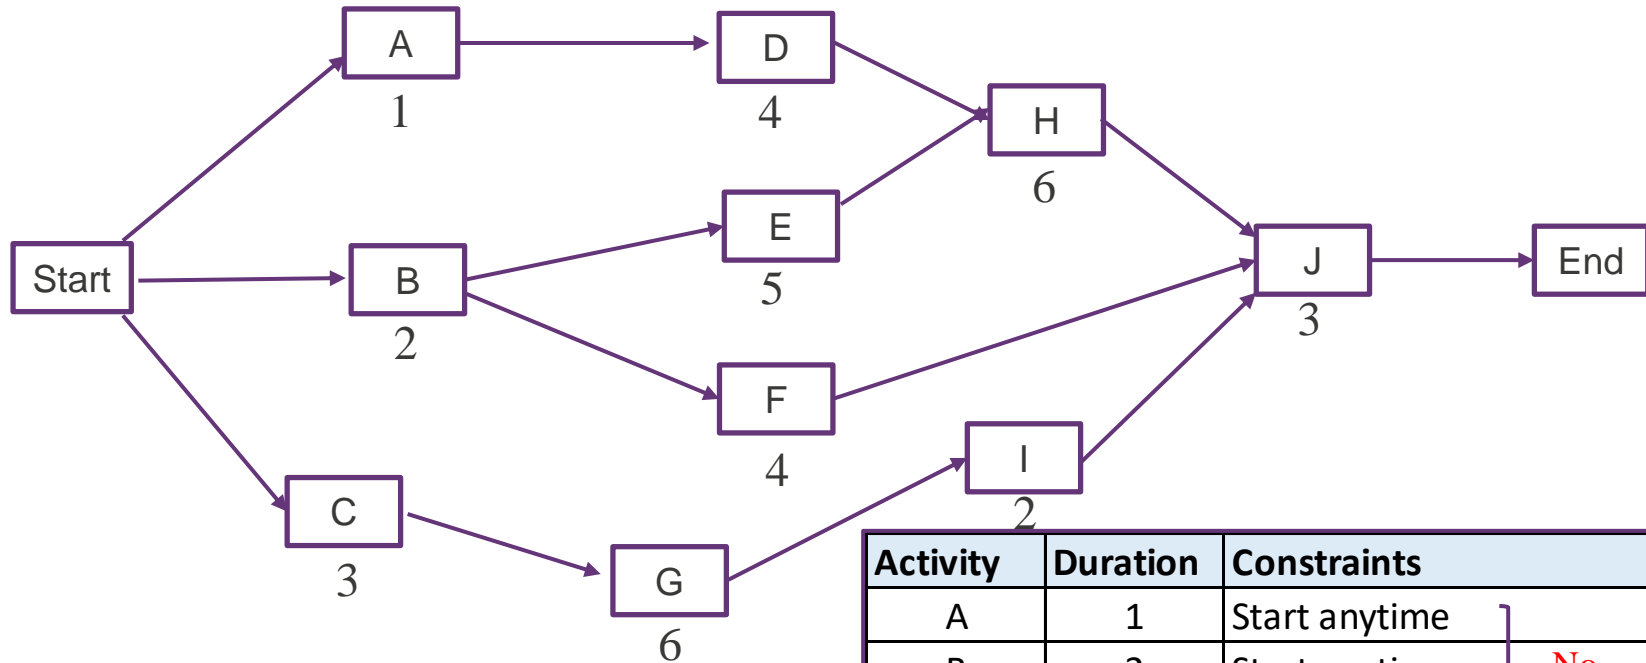 A
1
D
4
H
6
E
5
Start
B
2
J
3
End
F
4
I
2
C
3
G
6
Activity Duration Constraints
A 1 Start anytime